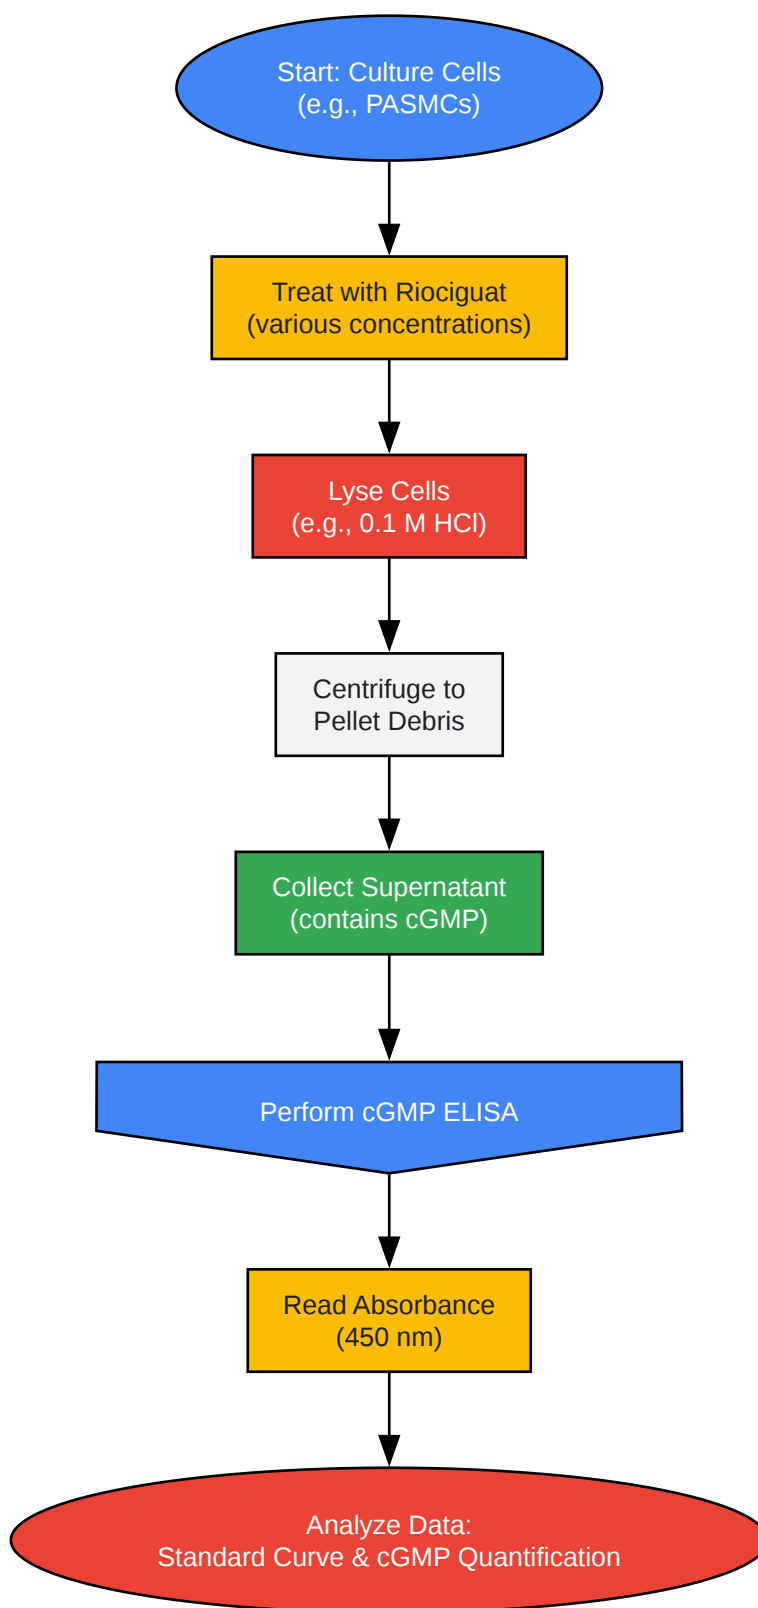 Start: Culture Cells
(e.g., PASMCs)
Treat with Riociguat
(various concentrations)
Lyse Cells
(e.g., 0.1 M HCl)
Centrifuge to
Pellet Debris
Collect Supernatant
(contains cGMP)
Perform cGMP ELISA
Read Absorbance
(450 nm)
Analyze Data:
Standard Curve & cGMP Quantification